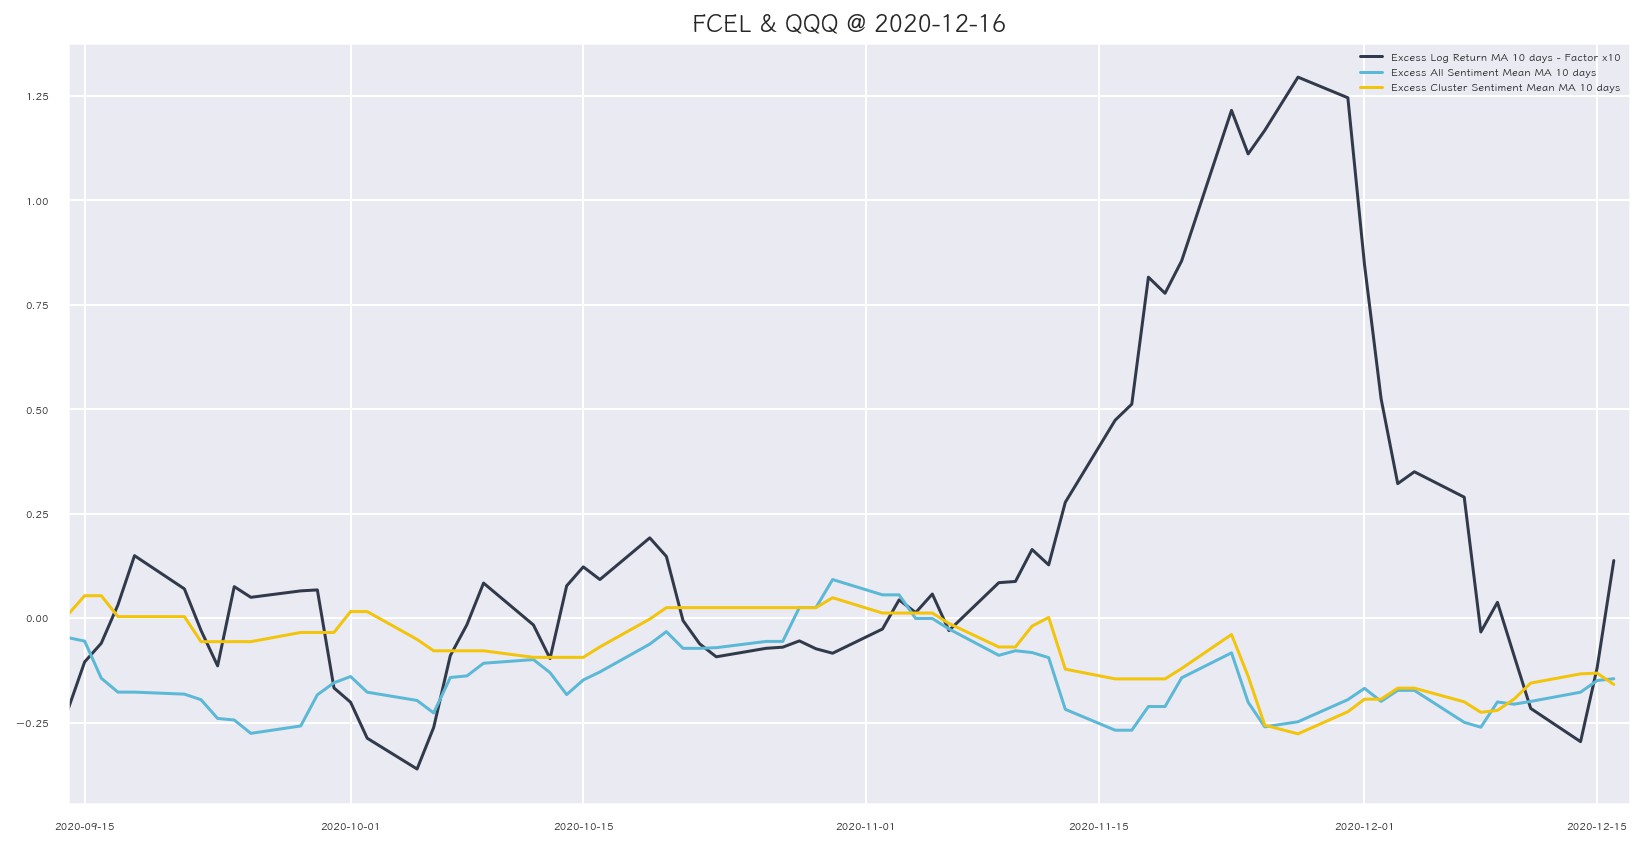 FCEL & QQQ @ 2020-12-16
Excess Log Return MA 10 days - Factor x10
Excess All Sentiment Mean MA 10 days
Excess Cluster Sentiment Mean MA 10 days
1.25
1.00
0.75
0.50
0.25
0.00
−0.25
2020-09-15 2020-10-01 2020-10-15 2020-11-01 2020-11-15 2020-12-01 2020-12-15